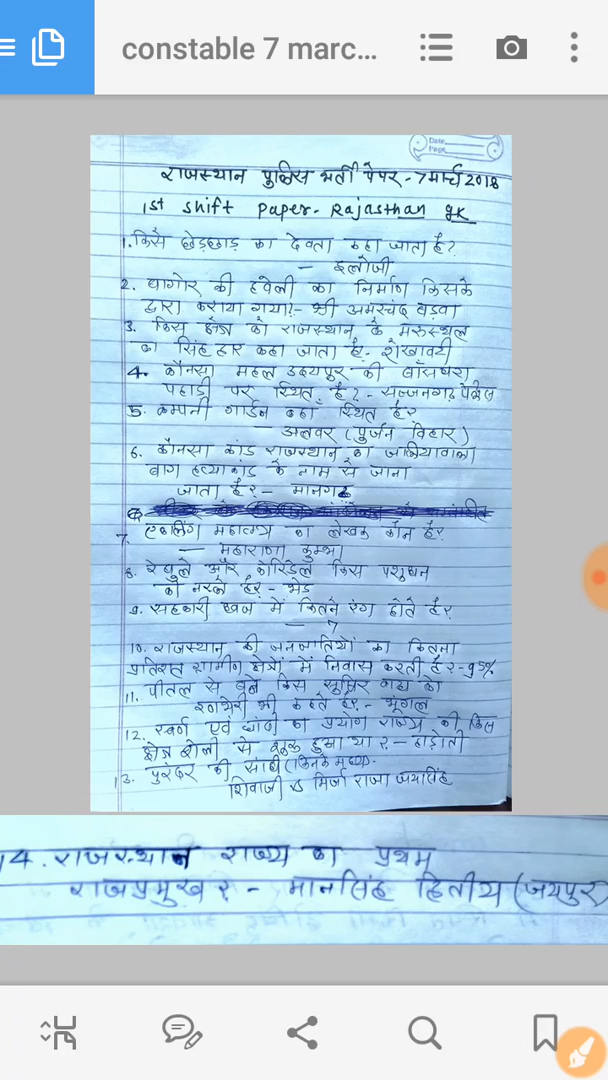 constable 7 marc...
Date
Page
राजस्थान पुलिस भर्ती पेपर - 7 मार्च 2018
1st Shift Paper - Rajasthan gk
1. किसे छेड़छाड़ का देवता कहा जाता है?
- इलोजी
2. बागोर की हवेली का निर्माण किसके
द्वारा कराया गया? - श्री अमरचंद बड़वा
3. किस क्षेत्र को राजस्थान के मरुस्थल
का सिंह द्वार कहा जाता है - शेखावटी
4. कौनसा महल उदयपुर की बाँसधरा
पहाड़ी पर स्थित है? - सज्जनगढ़ पैलेस
5. कम्पनी गार्डन कहाँ स्थित है?
- अलवर (पुर्जन विहार)
6. कौनसा कांड राजस्थान का जलियावाला
बाग हत्याकांड के नाम से जाना
जाता है? - मानगढ़
7. एकलिंग महात्म्य का लेखक कौन है?
- महाराणा कुम्भा
8. रेंबुले और कोरिडेल किस पशुधन
की नस्ले है? - भेड़
9. सहकारी ध्वज में कितने रंग होते है?
- 7
10. राजस्थान की जनजातियों का कितना
प्रतिशत ग्रामीण क्षेत्रों में निवास करती है? - 95%
11. पीतल से बने किस सुषिर वाद्य को
रणभेरी भी कहते है? - भूंगल
12. स्वर्ण एवं चांदी का प्रयोग राज्य की किस
क्षेत्र शैली से शुरू हुआ था? - हाड़ोती
13. पुरंदर की संधी (किनके मध्य)-
शिवाजी v/s मिर्जा राजा जयसिंह
14. राजस्थान राज्य का प्रथम
राजप्रमुख? - मानसिंह द्वितीय (जयपुर)